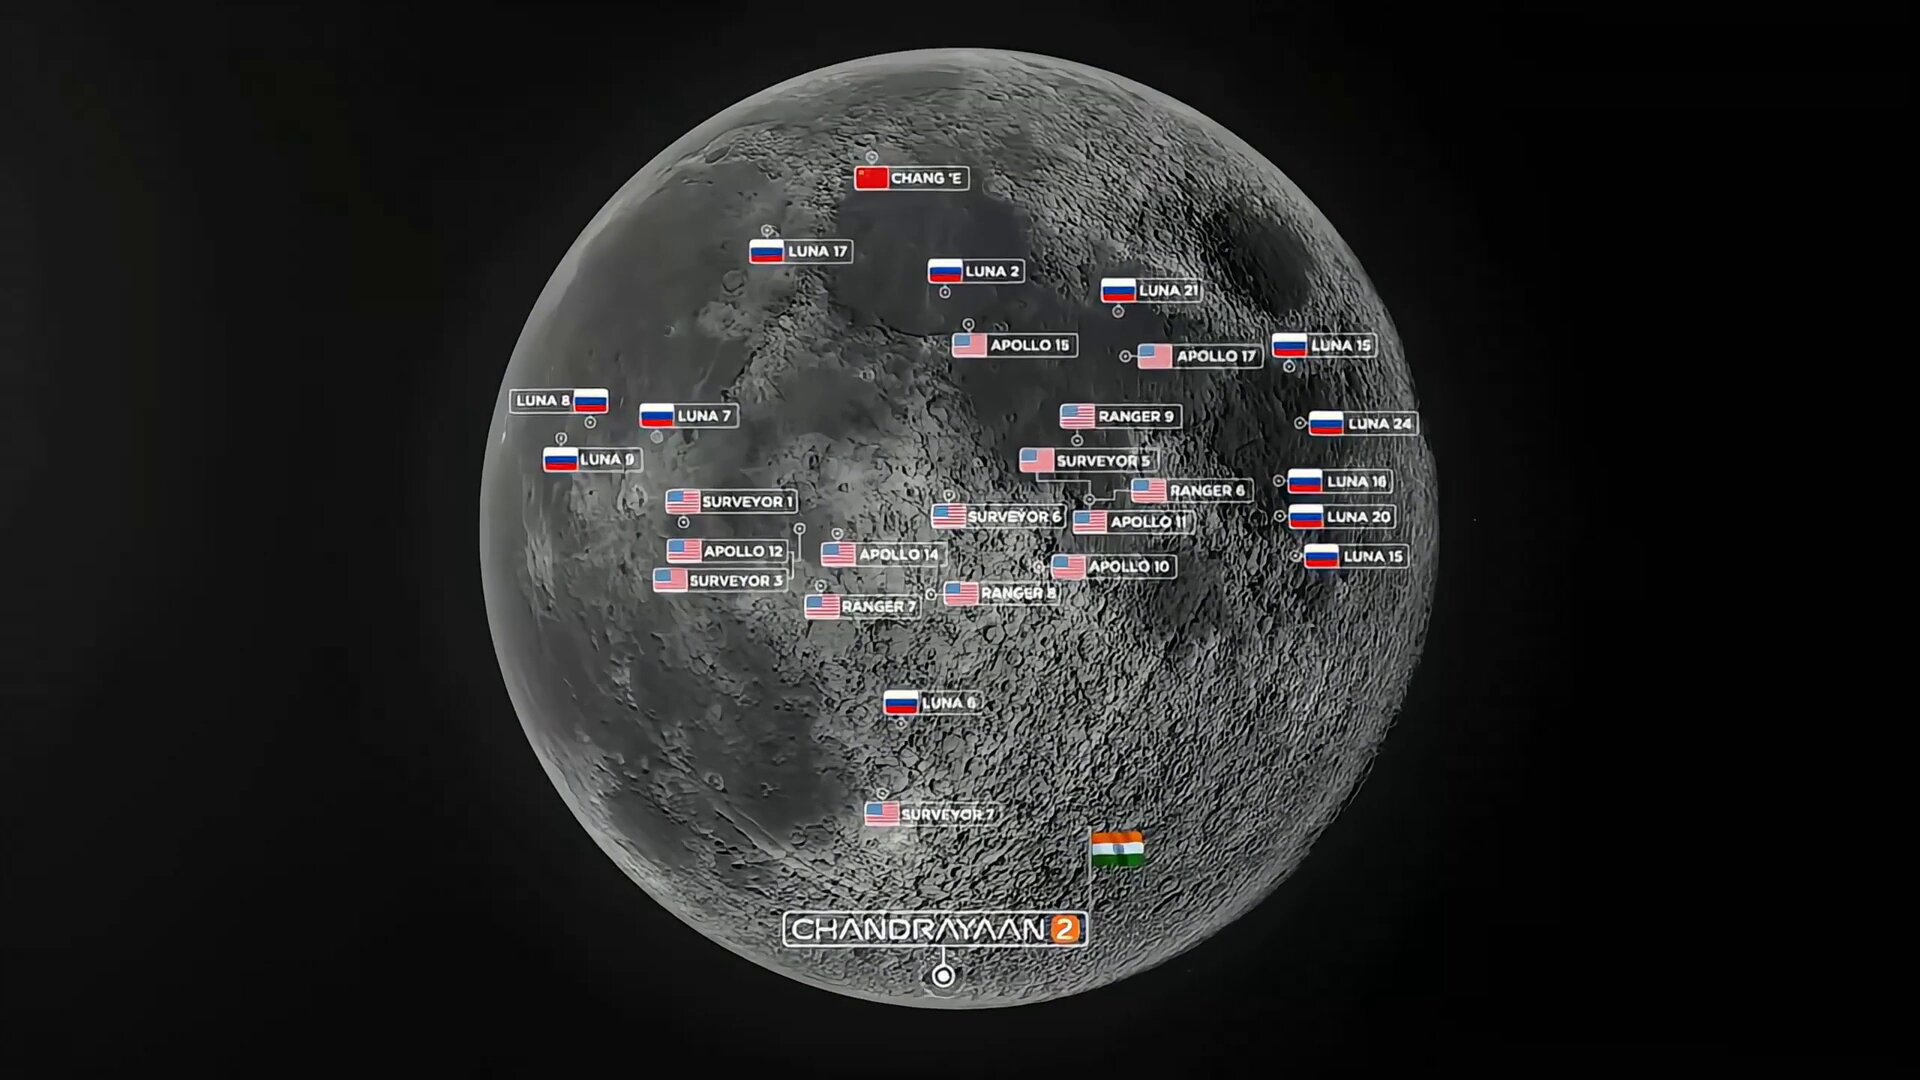 CHANG 'E
LUNA 17
LUNA 2
LUNA 21
APOLLO 15
APOLLO 17
LUNA 15
LUNA 8
LUNA 7
RANGER 9
LUNA 24
LUNA 9
SURVEYOR 5
LUNA 16
SURVEYOR 1
RANGER 6
SURVEYOR 6
APOLLO 11
LUNA 20
APOLLO 12
APOLLO 14
LUNA 15
APOLLO 10
SURVEYOR 3
RANGER 8
RANGER 7
LUNA 6
SURVEYOR 7
CHANDRAYAAN 2